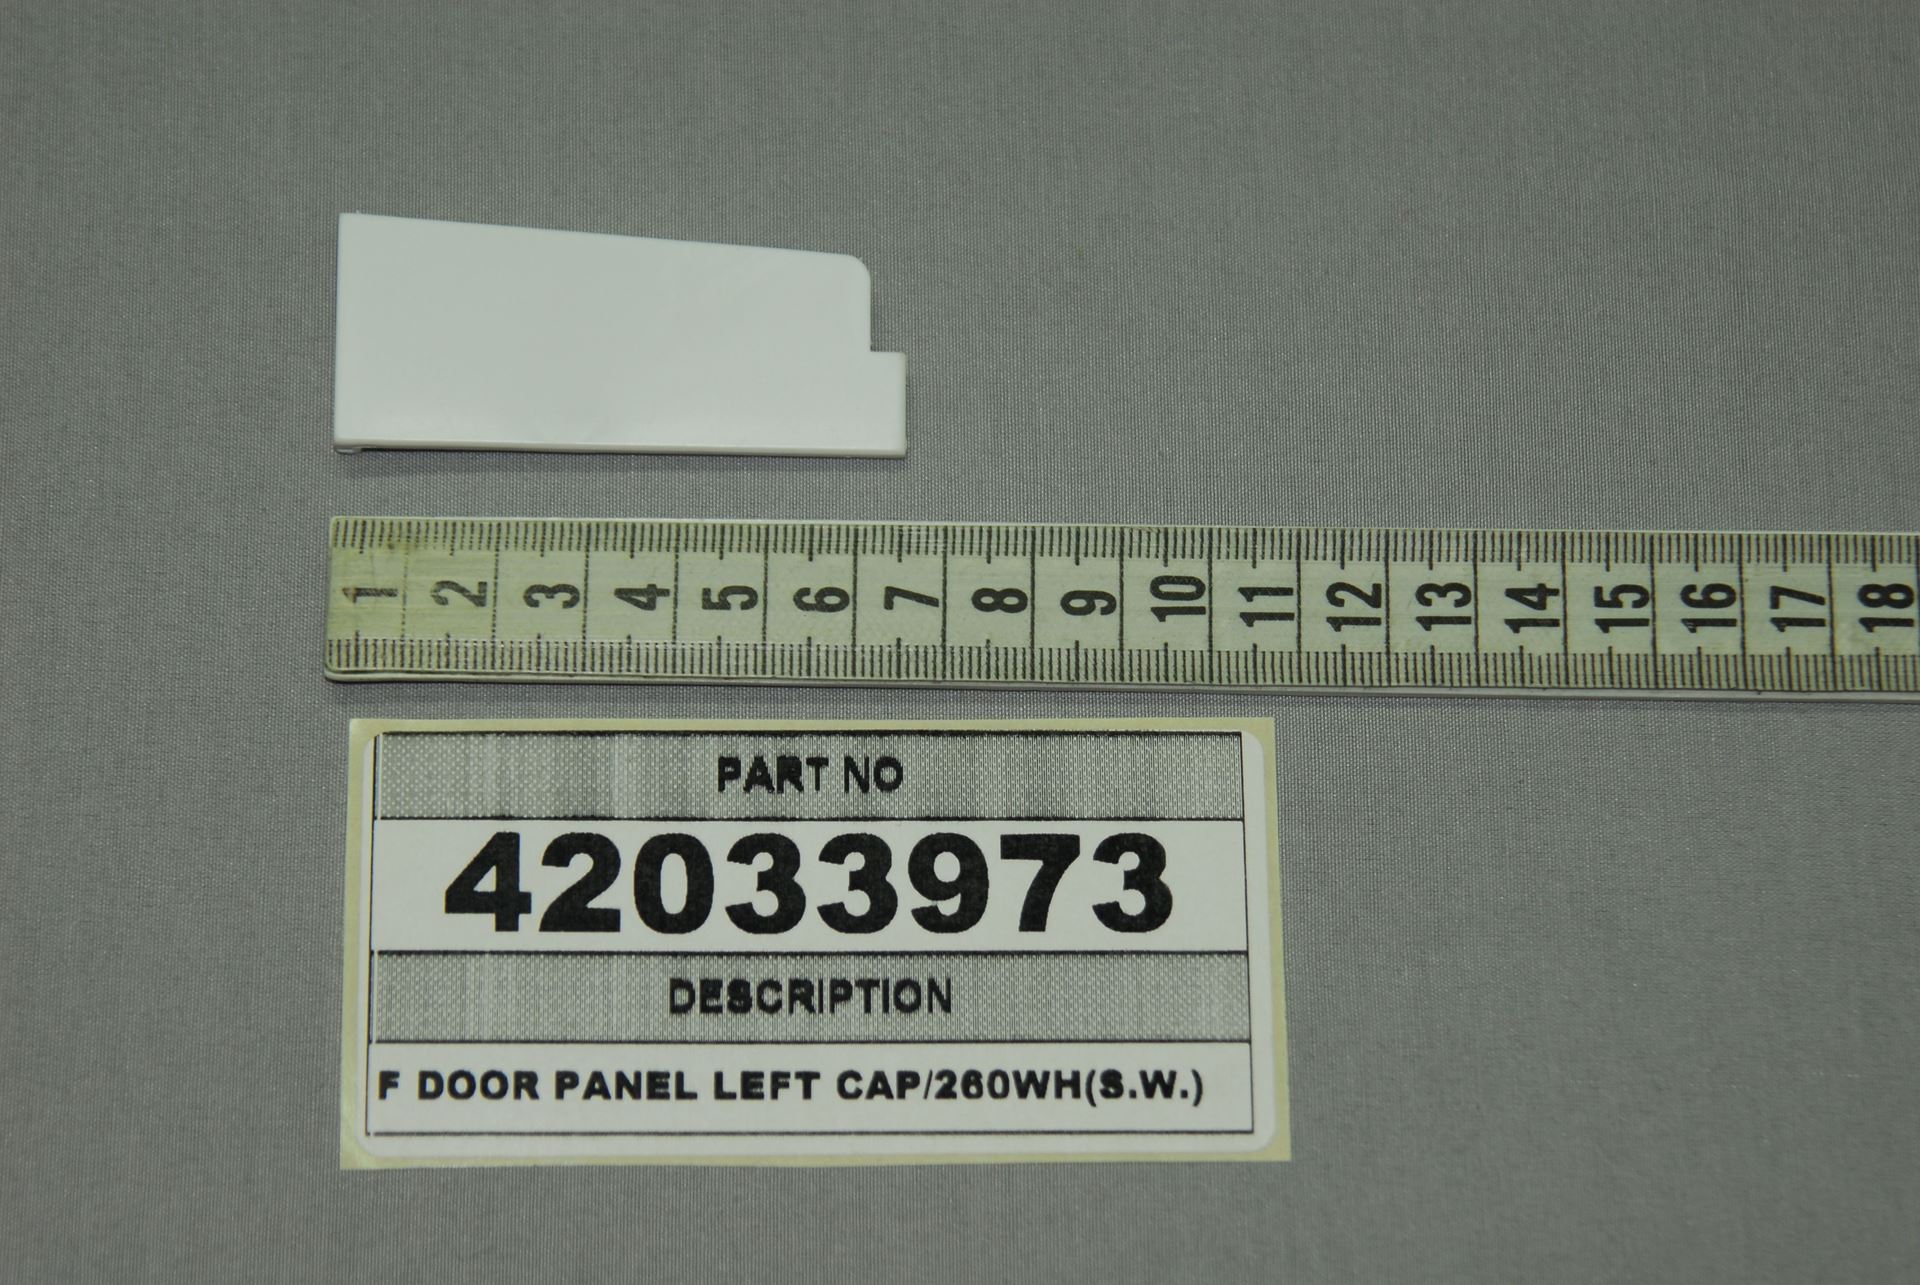 1 2 3 4 5 6 7 8 9 10 11 12 13 14 15 16 17 18
PART NO
42033973
DESCRIPTION
F DOOR PANEL LEFT CAP/260WH(S.W.)